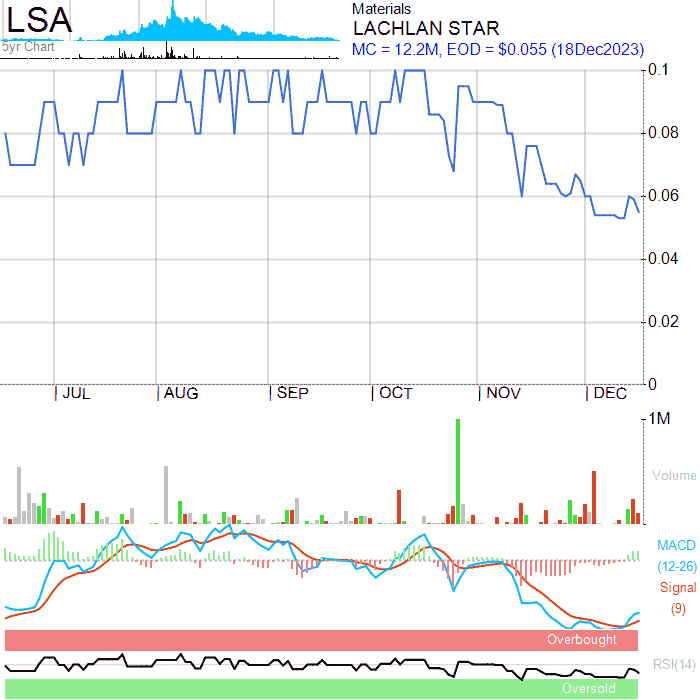 LSA
5yr Chart
Materials
LACHLAN STAR
MC = 12.2M, EOD = $0.055 (18Dec2023)
0.1
0.08
0.06
0.04
0.02
0
JUL AUG SEP OCT NOV DEC
1M
Volume
MACD
(12-26)
Signal
(9)
Overbought
RSI(14)
Oversold